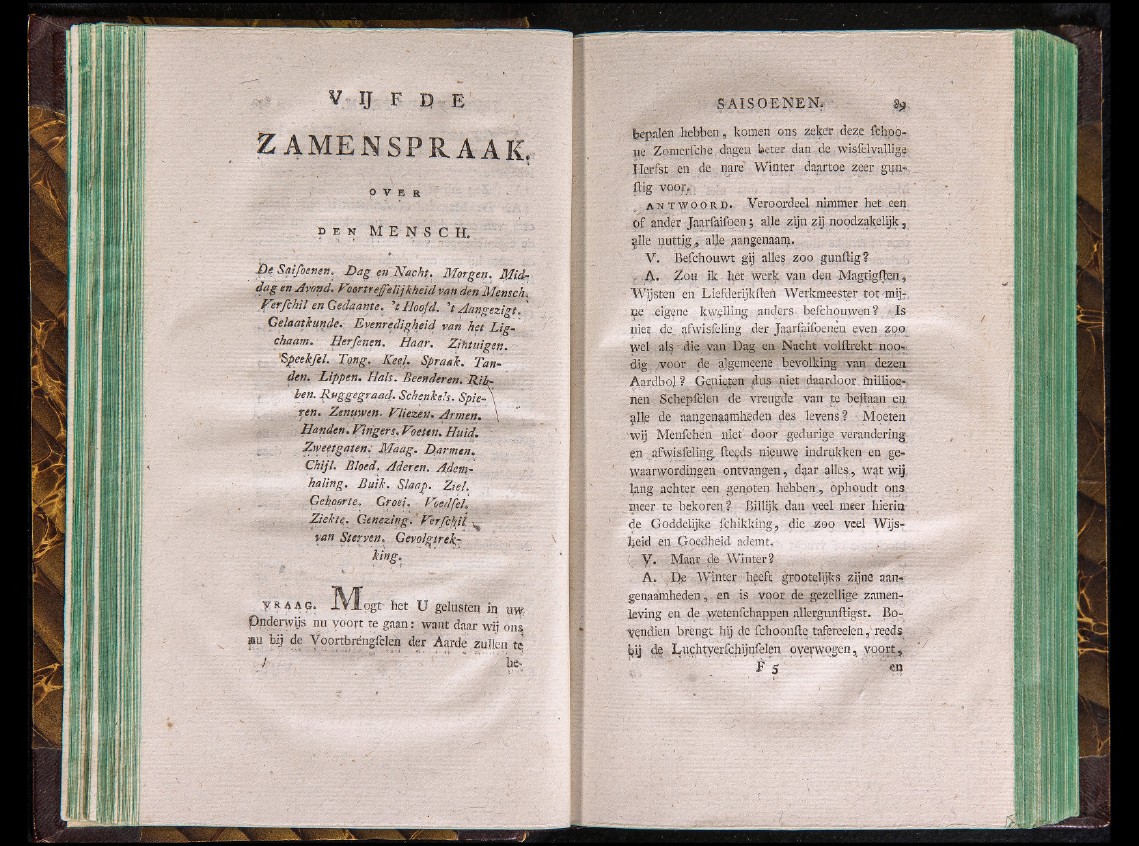 VIJFDE
ZAMENSPRAAK.
OVER
DEN MENSCH.
De Saiſoenen. Dag en Nacht. Morgen. Mid-
dag en Avond. Voortreffelijkheid van den Mensch.
Verſchil en Gedaante. 't Hoofd. 't Aangezigt.
Gelaatkunde. Evenredigheid van het Lig-
chaam. Herſenen. Haar. Zintuigen.
Speekſel. Tong. Keel. Spraak. Tan-
den. Lippen. Hals. Beenderen. Rib-
ben. Ruggegraad. Schenkels. Spie-
ren. Zenuwen. Vliezen. Armen.
Handen. Vingers. Voeten. Huid.
Zweetgaten. Maag. Darmen.
Chijl. Bloed. Aderen. Adem-
haling. Buik. Slaap. Ziel.
Geboorte. Groei. Voedſel.
Ziekte. Genezing. Verſchil
van Sterven. Gevolgtrek-
king.
VRAAG. Mogt het U gelusten in uw
Onderwijs nu voort te gaan: want daar wij ons
nu bij de Voortbrengſelen der Aarde zullen te
be-
SAISOENEN. 89
bepalen hebben, komen ons zeker deze ſchoo-
ne Zomerſche dagen beter dan de wisſelvallige
Herfst en de nare Winter daartoe zeer gun-
ſtig voor.
ANTWOORD. Veroordeel nimmer het een
of ander Jaarſaiſoen; alle zijn zij noodzakelijk,
alle nuttig, alle aangenaam.
V. Beſchouwt gij alles zoo gunſtig?
A. Zou ik het werk van den Magtigſten,
Wijsten en Liefderijkſten Werkmeester tot mij-
ne eigene kwelling anders beſchouwen? Is
niet de afwisſeling der Jaarſaiſoenen even zoo
wel als die van Dag en Nacht volſtrekt noo-
dig voor de algemeene bevolking van dezen
Aardbol? Genieten dus niet daardoor millioe-
nen Schepſelen de vreugde van te beſtaan en
alle de aangenaamheden des levens? Moeten
wij Menſchen niet door gedurige verandering
en afwisſeling ſteeds nieuwe indrukken en ge-
waarwordingen ontvangen, daar alles, wat wij
lang achter een genoten hebben, ophoudt ons
meer te bekoren? Billijk dan veel meer hierin
de Goddelijke ſchikking, die zoo veel Wijs-
heid en Goedheid ademt.
V. Maar de Winter?
A. De Winter heeft grootelijks zijne aan-
genaamheden, en is voor de gezellige zamen-
leving en de wetenſchappen allergunſtigst. Bo-
vendien brengt hij de ſchoonſte tafereelen, reeds
bij de Luchtverſchijnſelen overwogen, voort,
F 5 en